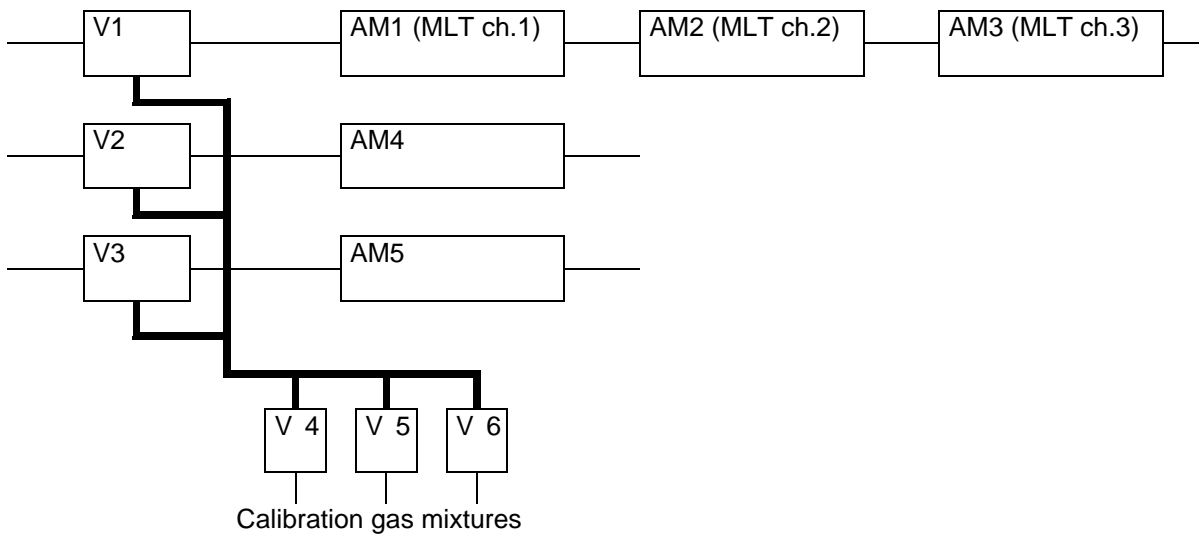 V1
AM1 (MLT ch.1)
AM2 (MLT ch.2)
AM3 (MLT ch.3)
V2
AM4
V3
AM5
V 4
V 5
V 6
Calibration gas mixtures